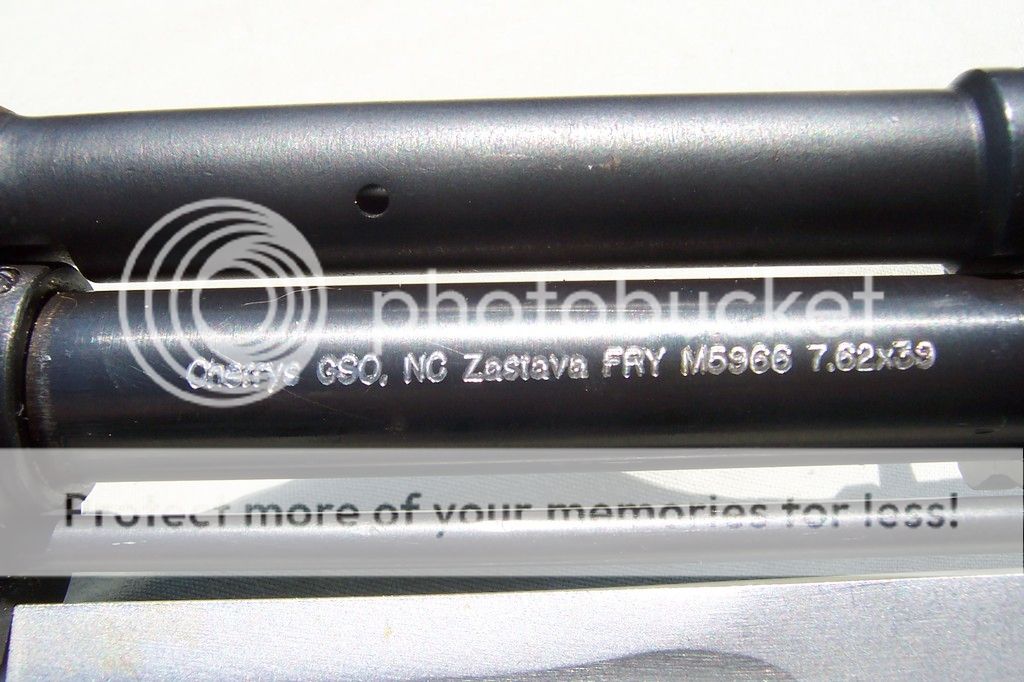 photobucket
Cherrys GSO, NC Zastava FRY M5966 7.62x39
Protect more of your memories for less!